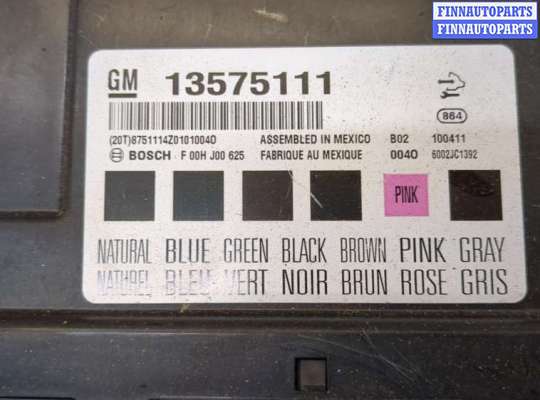 FINNAUTOPARTS
FINNAUTOPARTS
GM 13575111
864
(20T)8751114Z01010040 ASSEMBLED IN MEXICO B02 100411
BOSCH F 00H J00 625 FABRIQUE AU MEXIQUE 0040 6002JC1392
PINK
NATURAL BLUE GREEN BLACK BROWN PINK GRAY
NATUREL BLEU VERT NOIR BRUN ROSE GRIS